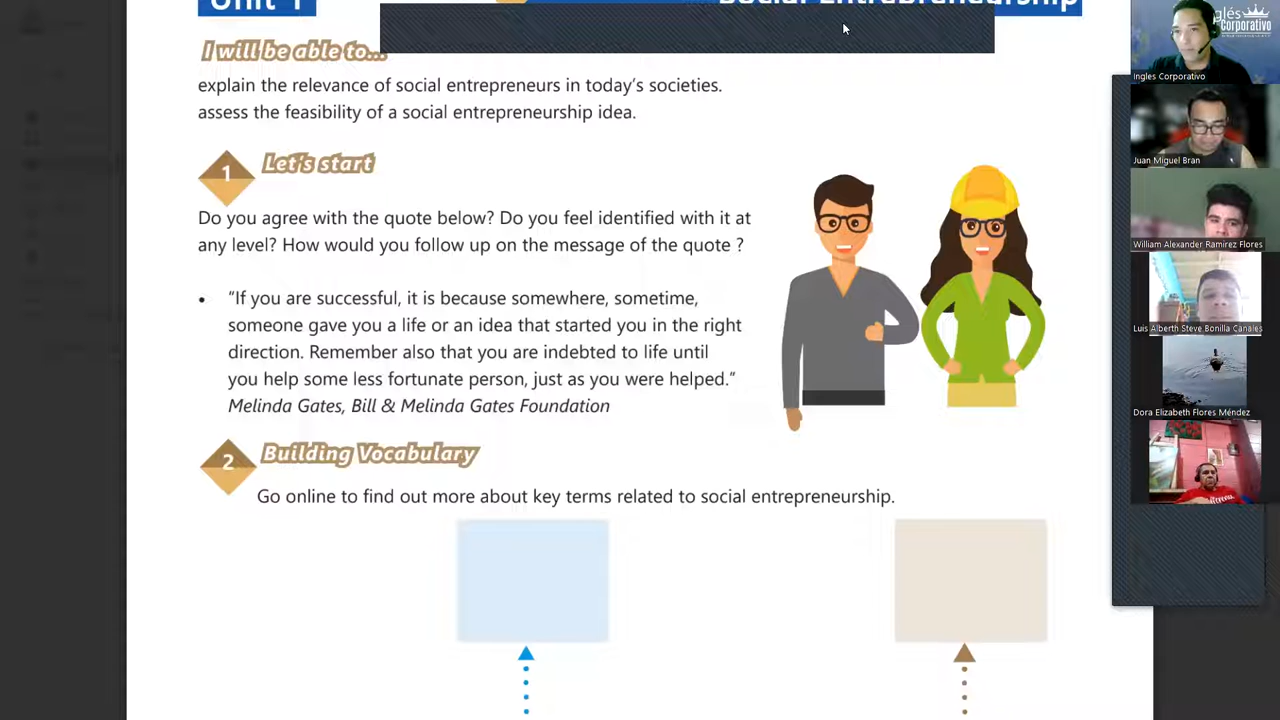 Unit 1
Social Entrepreneurship
I will be able to...
explain the relevance of social entrepreneurs in today's societies.
assess the feasibility of a social entrepreneurship idea.
1
Let's start
Do you agree with the quote below? Do you feel identified with it at
any level? How would you follow up on the message of the quote ?
• "If you are successful, it is because somewhere, sometime,
someone gave you a life or an idea that started you in the right
direction. Remember also that you are indebted to life until
you help some less fortunate person, just as you were helped."
Melinda Gates, Bill & Melinda Gates Foundation
2
Building Vocabulary
Go online to find out more about key terms related to social entrepreneurship.
glés
Corporativo
Ingles Corporativo
Juan Miguel Bran
William Alexander Ramirez Flores
Luis Alberth Steve Bonilla Canales
Dora Elizabeth Flores Méndez